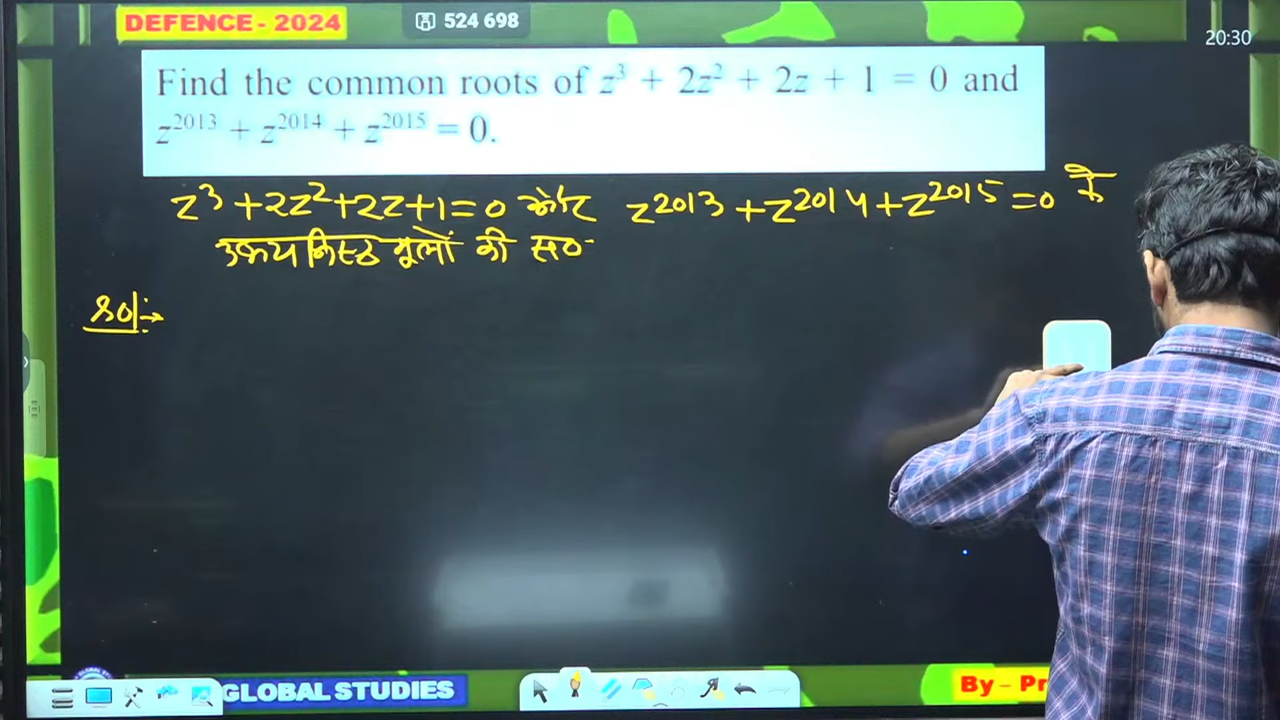 DEFENCE - 2024
524 698
20:30
Find the common roots of z³ + 2z² + 2z + 1 = 0 and
z²⁰¹³ + z²⁰¹⁴ + z²⁰¹⁵ = 0.
z³ + 2z² + 2z + 1 = 0 और z²⁰¹³ + z²⁰¹⁴ + z²⁰¹⁵ = 0 के
उभयनिष्ठ मूलों की सं०
Sol:→
GLOBAL STUDIES
By – Pr